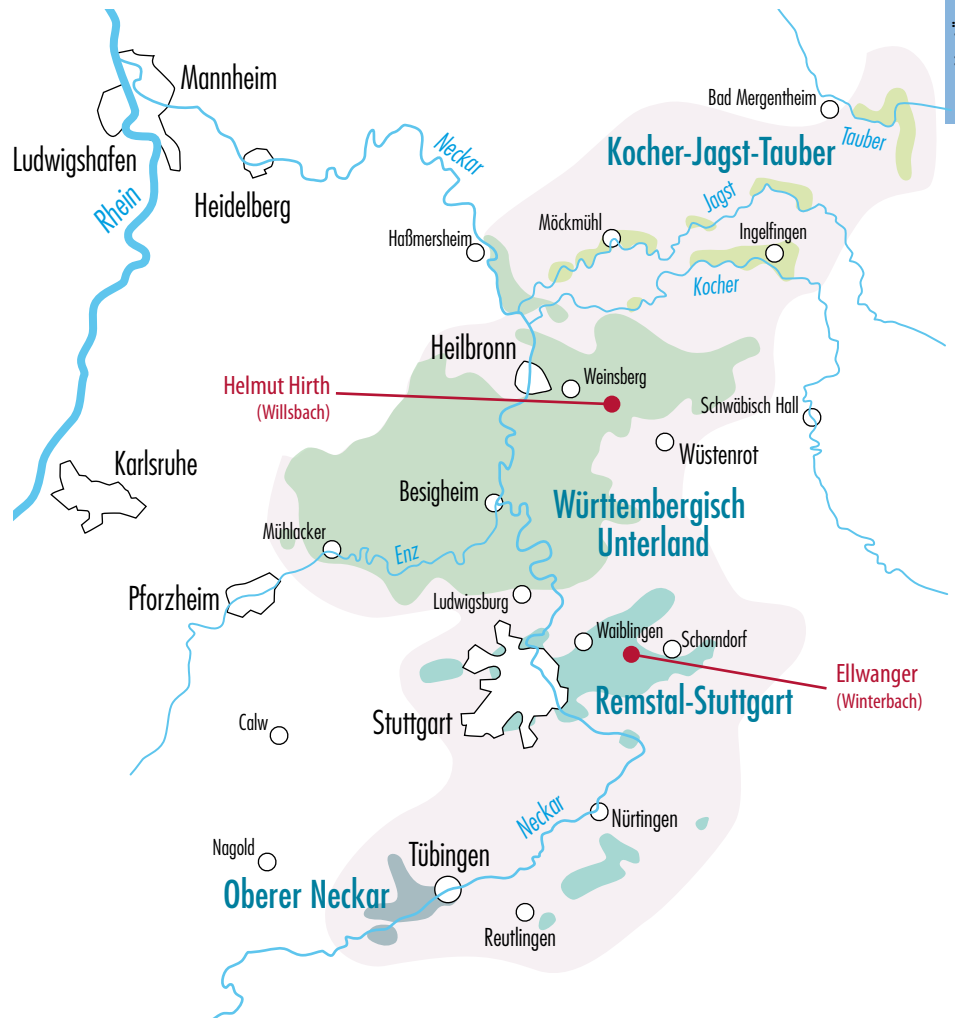 Mannheim
Bad Mergentheim
Tauber
Ludwigshafen
Neckar
Kocher-Jagst-Tauber
Rhein
Heidelberg
Jagst
Möckmühl
Haßmersheim
Ingelfingen
Kocher
Heilbronn
Helmut Hirth
(Willsbach)
Weinsberg
Schwäbisch Hall
Karlsruhe
Wüstenrot
Besigheim
Württembergisch
Unterland
Mühlacker
Enz
Pforzheim
Ludwigsburg
Waiblingen
Schorndorf
Ellwanger
(Winterbach)
Remstal-Stuttgart
Stuttgart
Calw
Neckar
Nürtingen
Nagold
Tübingen
Oberer Neckar
Reutlingen